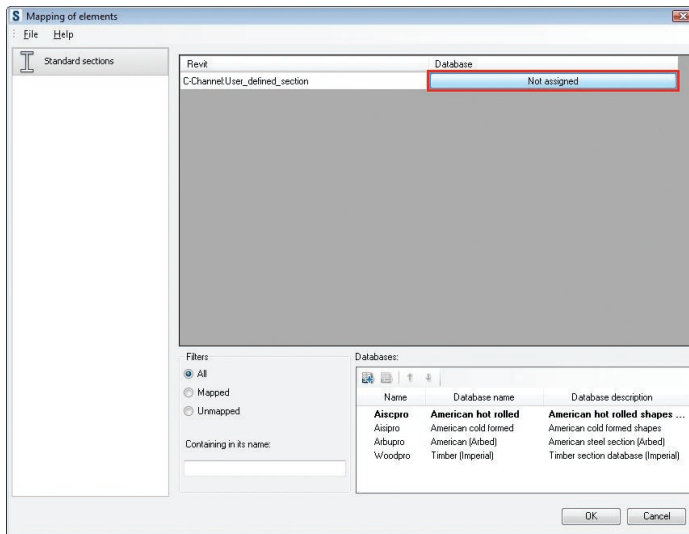 S Mapping of elements
File Help
Standard sections
Revit Database
C-Channel:User_defined_section Not assigned
Filters
All
Mapped
Unmapped
Containing in its name:
Databases:
Name Database name Database description
Aiscpro American hot rolled American hot rolled shapes ...
Aisipro American cold formed American cold formed shapes
Arbupro American (Arbed) American steel section (Arbed)
Woodpro Timber (Imperial) Timber section database (Imperial)
OK Cancel